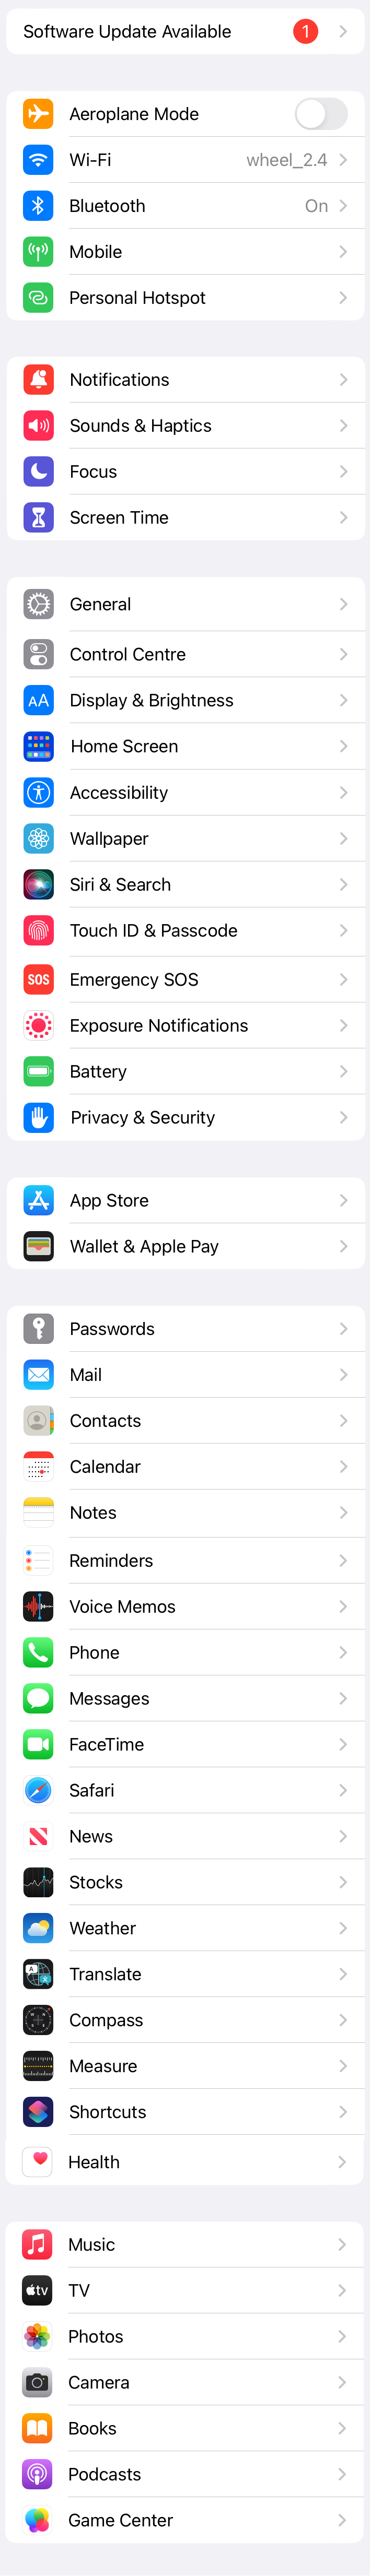 Software Update Available 1
Aeroplane Mode
Wi-Fi wheel_2.4
Bluetooth On
Mobile
Personal Hotspot
Notifications
Sounds & Haptics
Focus
Screen Time
General
Control Centre
AA Display & Brightness
Home Screen
Accessibility
Wallpaper
Siri & Search
Touch ID & Passcode
SOS Emergency SOS
Exposure Notifications
Battery
Privacy & Security
App Store
Wallet & Apple Pay
Passwords
Mail
Contacts
Calendar
Notes
Reminders
Voice Memos
Phone
Messages
FaceTime
Safari
News
Stocks
Weather
Translate
Compass
Measure
Shortcuts
Health
Music
tv TV
Photos
Camera
Books
Podcasts
Game Center